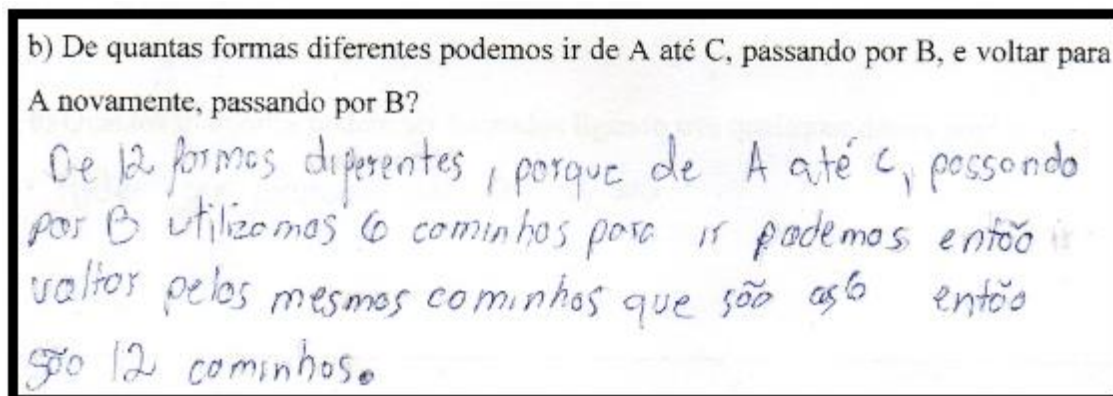 b) De quantas formas diferentes podemos ir de A até C, passando por B, e voltar para
A novamente, passando por B?
De 12 formas diferentes, porque de A até C, passando
por B utilizamos 6 caminhos para ir podemos então
voltar pelos mesmos caminhos que são os 6 então
são 12 caminhos.